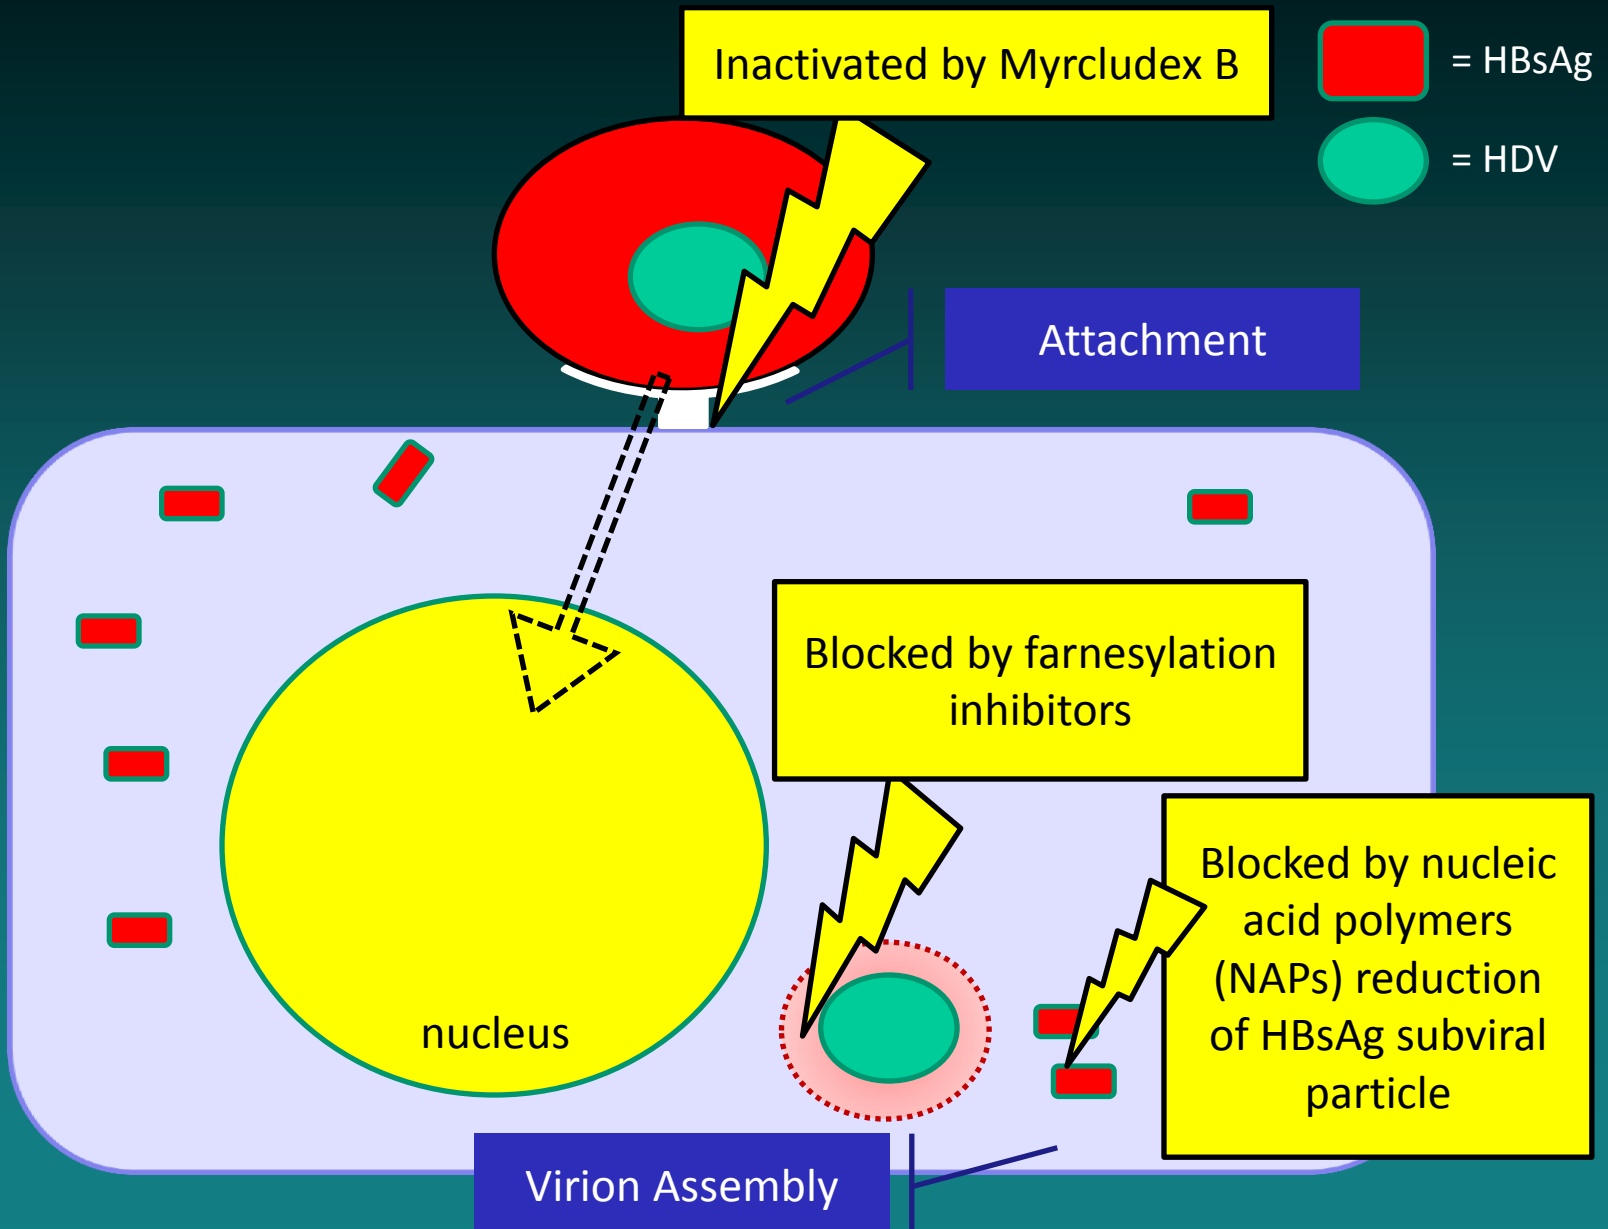 Inactivated by Myrcludex B
= HBsAg
= HDV
Attachment
Blocked by farnesylation
inhibitors
Blocked by nucleic
acid polymers
(NAPs) reduction
of HBsAg subviral
particle
nucleus
Virion Assembly